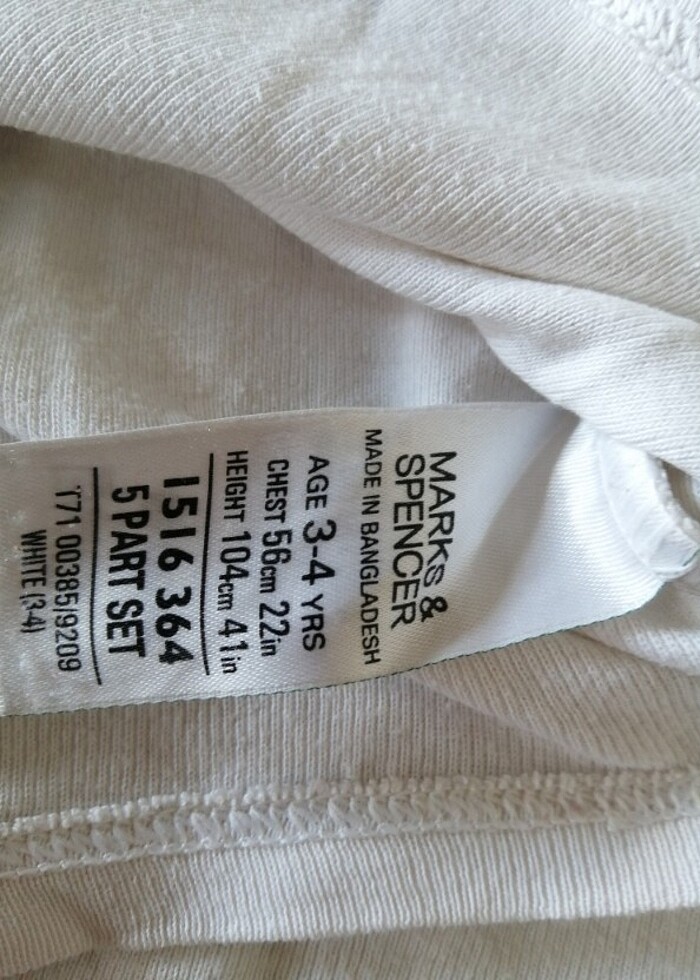 MARKS &
SPENCER
MADE IN BANGLADESH
AGE 3-4 YRS
CHEST 56cm 22in
HEIGHT 104cm 41in
1516 364
5 PART SET
T71 00385/9209
WHITE (3-4)